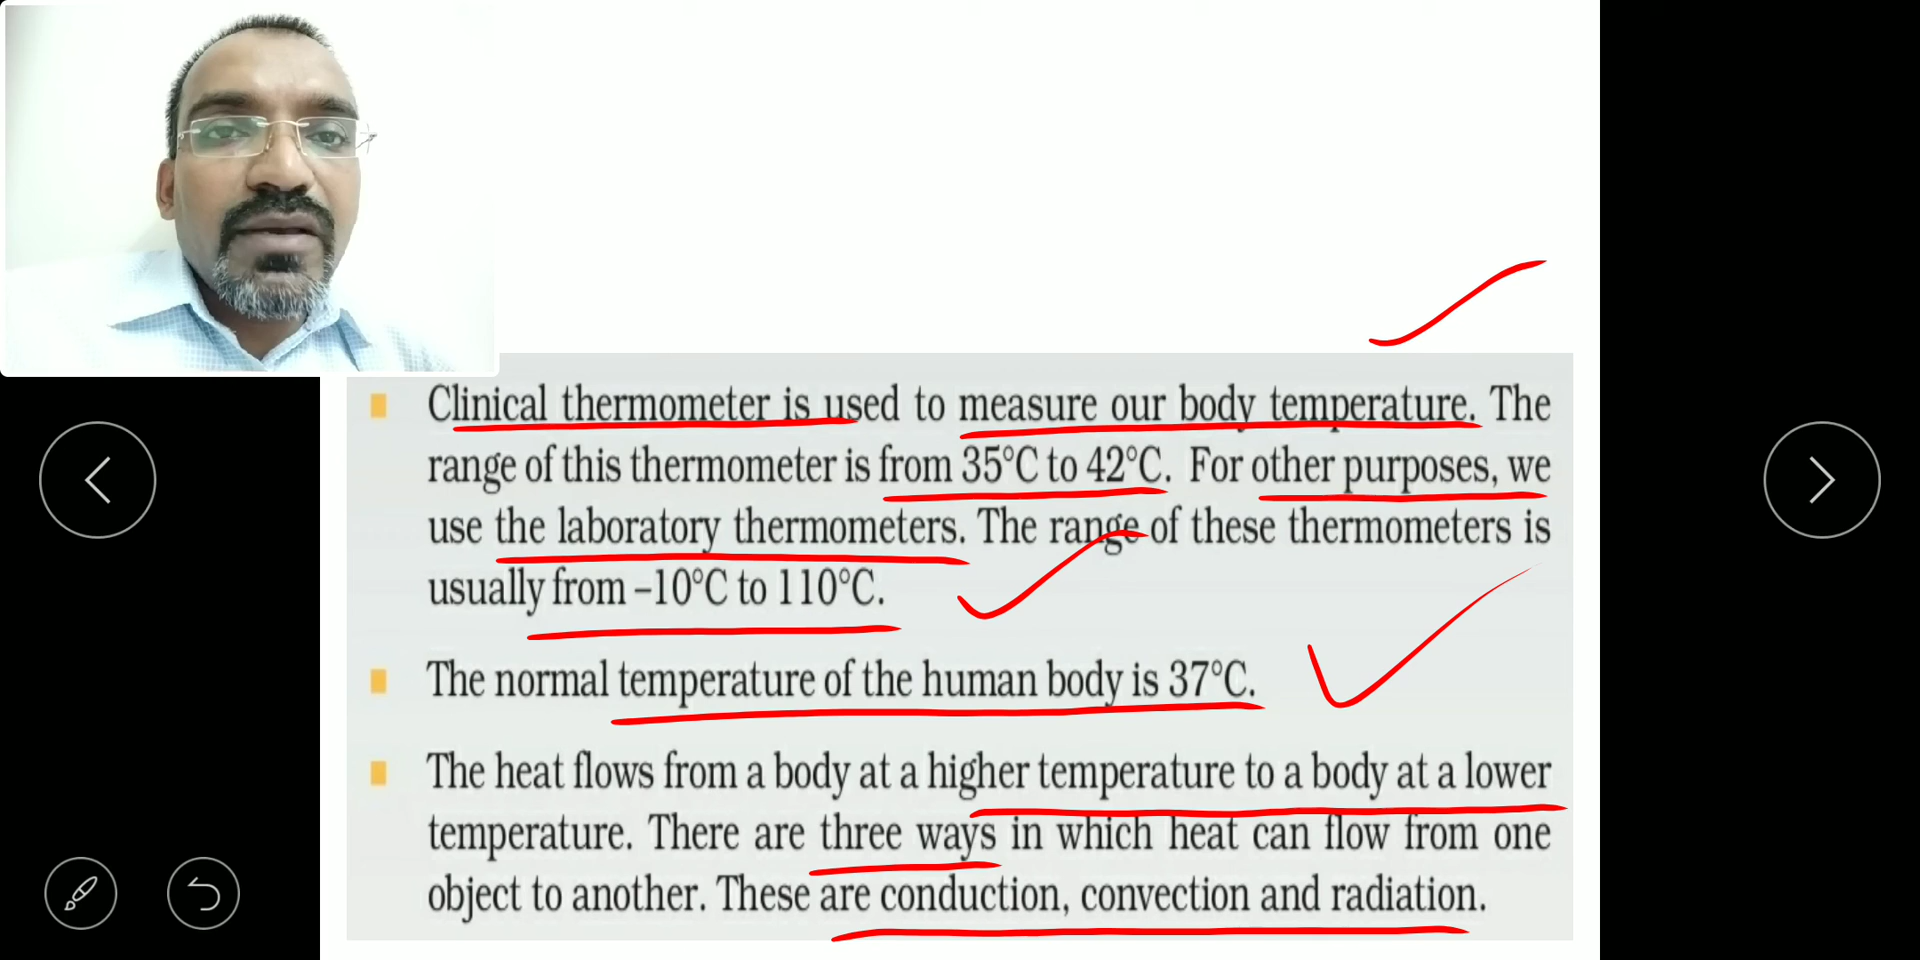 Clinical thermometer is used to measure our body temperature. The
range of this thermometer is from 35°C to 42°C. For other purposes, we
use the laboratory thermometers. The range of these thermometers is
usually from –10°C to 110°C.
The normal temperature of the human body is 37°C.
The heat flows from a body at a higher temperature to a body at a lower
temperature. There are three ways in which heat can flow from one
object to another. These are conduction, convection and radiation.